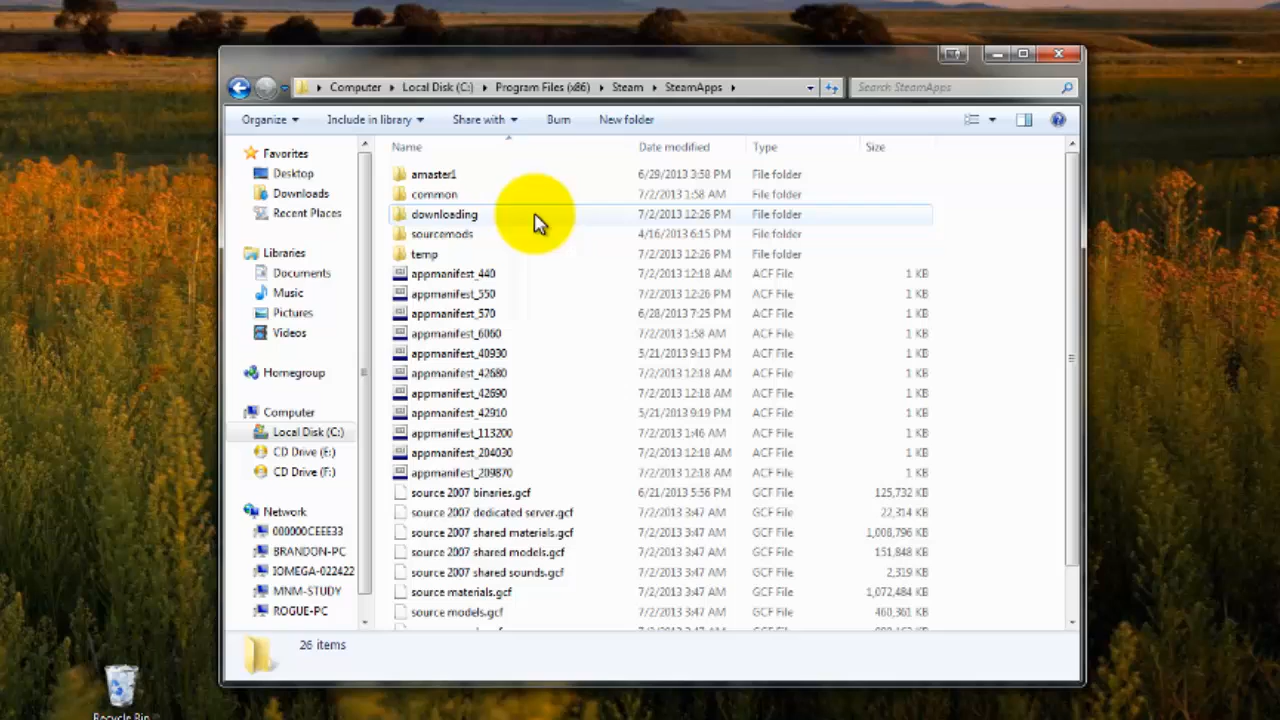 Computer Local Disk (C:) Program Files (x86) Steam SteamApps
Search SteamApps
Organize Include in library Share with Burn New folder
Name Date modified Type Size
Favorites
Desktop
Downloads
Recent Places
Libraries
Documents
Music
Pictures
Videos
Homegroup
Computer
Local Disk (C:)
CD Drive (E:)
CD Drive (F:)
Network
000000CEEE33
BRANDON-PC
IOMEGA-022422
MNM-STUDY
ROGUE-PC
amaster1 6/29/2013 3:58 PM File folder
common 7/2/2013 1:58 AM File folder
downloading 7/2/2013 12:26 PM File folder
sourcemods 4/16/2013 6:15 PM File folder
temp 7/2/2013 12:26 PM File folder
appmanifest_440 7/2/2013 12:18 AM ACF File 1 KB
appmanifest_550 7/2/2013 12:26 PM ACF File 1 KB
appmanifest_570 6/28/2013 7:25 PM ACF File 1 KB
appmanifest_6060 7/2/2013 1:58 AM ACF File 1 KB
appmanifest_40930 5/21/2013 9:13 PM ACF File 1 KB
appmanifest_42680 7/2/2013 12:18 AM ACF File 1 KB
appmanifest_42690 7/2/2013 12:18 AM ACF File 1 KB
appmanifest_42910 5/21/2013 9:19 PM ACF File 1 KB
appmanifest_113200 7/2/2013 1:46 AM ACF File 1 KB
appmanifest_204030 7/2/2013 12:18 AM ACF File 1 KB
appmanifest_209870 7/2/2013 12:18 AM ACF File 1 KB
source 2007 binaries.gcf 6/21/2013 5:56 PM GCF File 125,732 KB
source 2007 dedicated server.gcf 7/2/2013 3:47 AM GCF File 22,314 KB
source 2007 shared materials.gcf 7/2/2013 3:47 AM GCF File 1,008,796 KB
source 2007 shared models.gcf 7/2/2013 3:47 AM GCF File 151,848 KB
source 2007 shared sounds.gcf 7/2/2013 3:47 AM GCF File 2,319 KB
source materials.gcf 7/2/2013 3:47 AM GCF File 1,072,484 KB
source models.gcf 7/2/2013 3:47 AM GCF File 460,361 KB
26 items
Recycle Bin